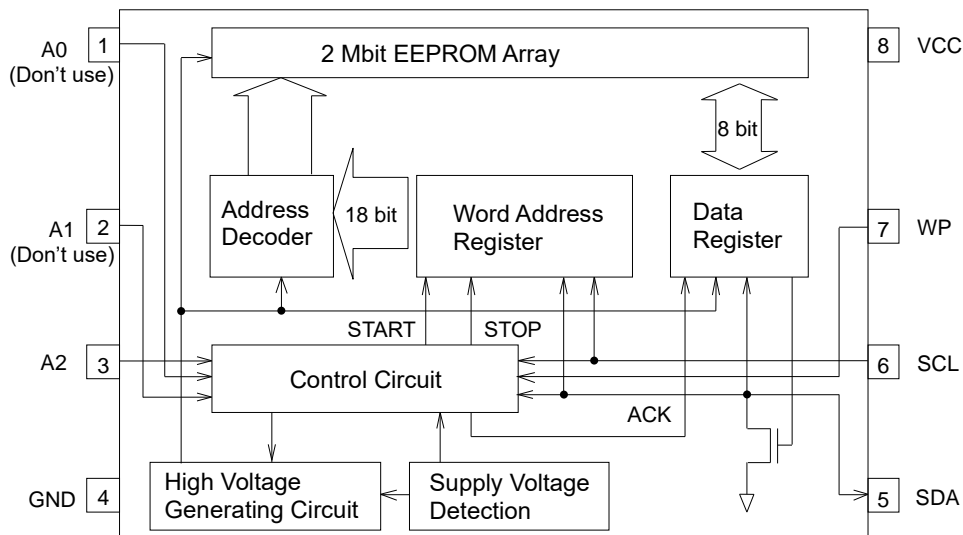 1
A0
(Don't use)
2 Mbit EEPROM Array
8
VCC
8 bit
2
A1
(Don't use)
Address
Decoder
18 bit
Word Address
Register
Data
Register
7
WP
START
STOP
A2
3
Control Circuit
6
SCL
ACK
GND
4
High Voltage
Generating Circuit
Supply Voltage
Detection
5
SDA